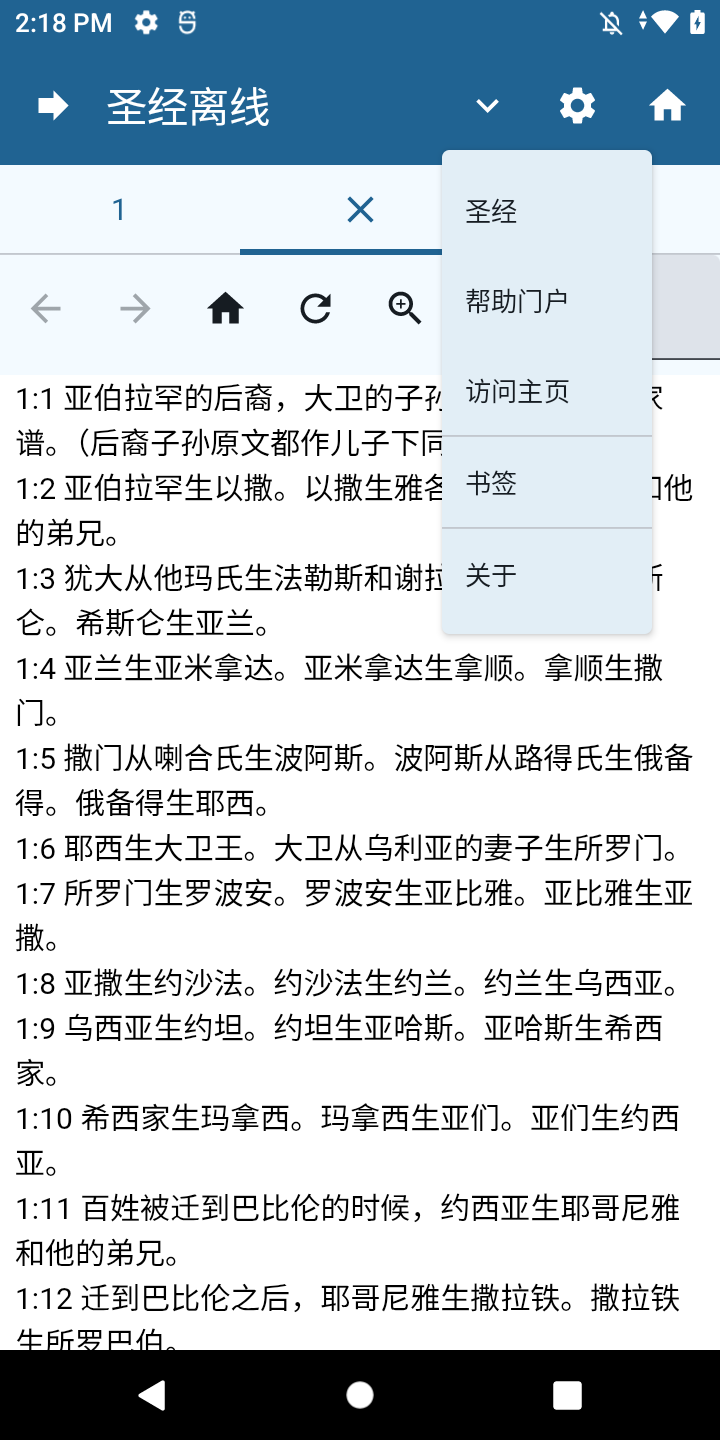 2:18 PM
圣经离线
1
圣经
帮助门户
访问主页
书签
关于
1:1 亚伯拉罕的后裔，大卫的子孙
谱。（后裔子孙原文都作儿子下同
1:2 亚伯拉罕生以撒。以撒生雅各 和他
的弟兄。
1:3 犹大从他玛氏生法勒斯和谢拉
仑。希斯仑生亚兰。
1:4 亚兰生亚米拿达。亚米拿达生拿顺。拿顺生撒
门。
1:5 撒门从喇合氏生波阿斯。波阿斯从路得氏生俄备
得。俄备得生耶西。
1:6 耶西生大卫王。大卫从乌利亚的妻子生所罗门。
1:7 所罗门生罗波安。罗波安生亚比雅。亚比雅生亚
撒。
1:8 亚撒生约沙法。约沙法生约兰。约兰生乌西亚。
1:9 乌西亚生约坦。约坦生亚哈斯。亚哈斯生希西
家。
1:10 希西家生玛拿西。玛拿西生亚们。亚们生约西
亚。
1:11 百姓被迁到巴比伦的时候，约西亚生耶哥尼雅
和他的弟兄。
1:12 迁到巴比伦之后，耶哥尼雅生撒拉铁。撒拉铁
生所罗巴伯。